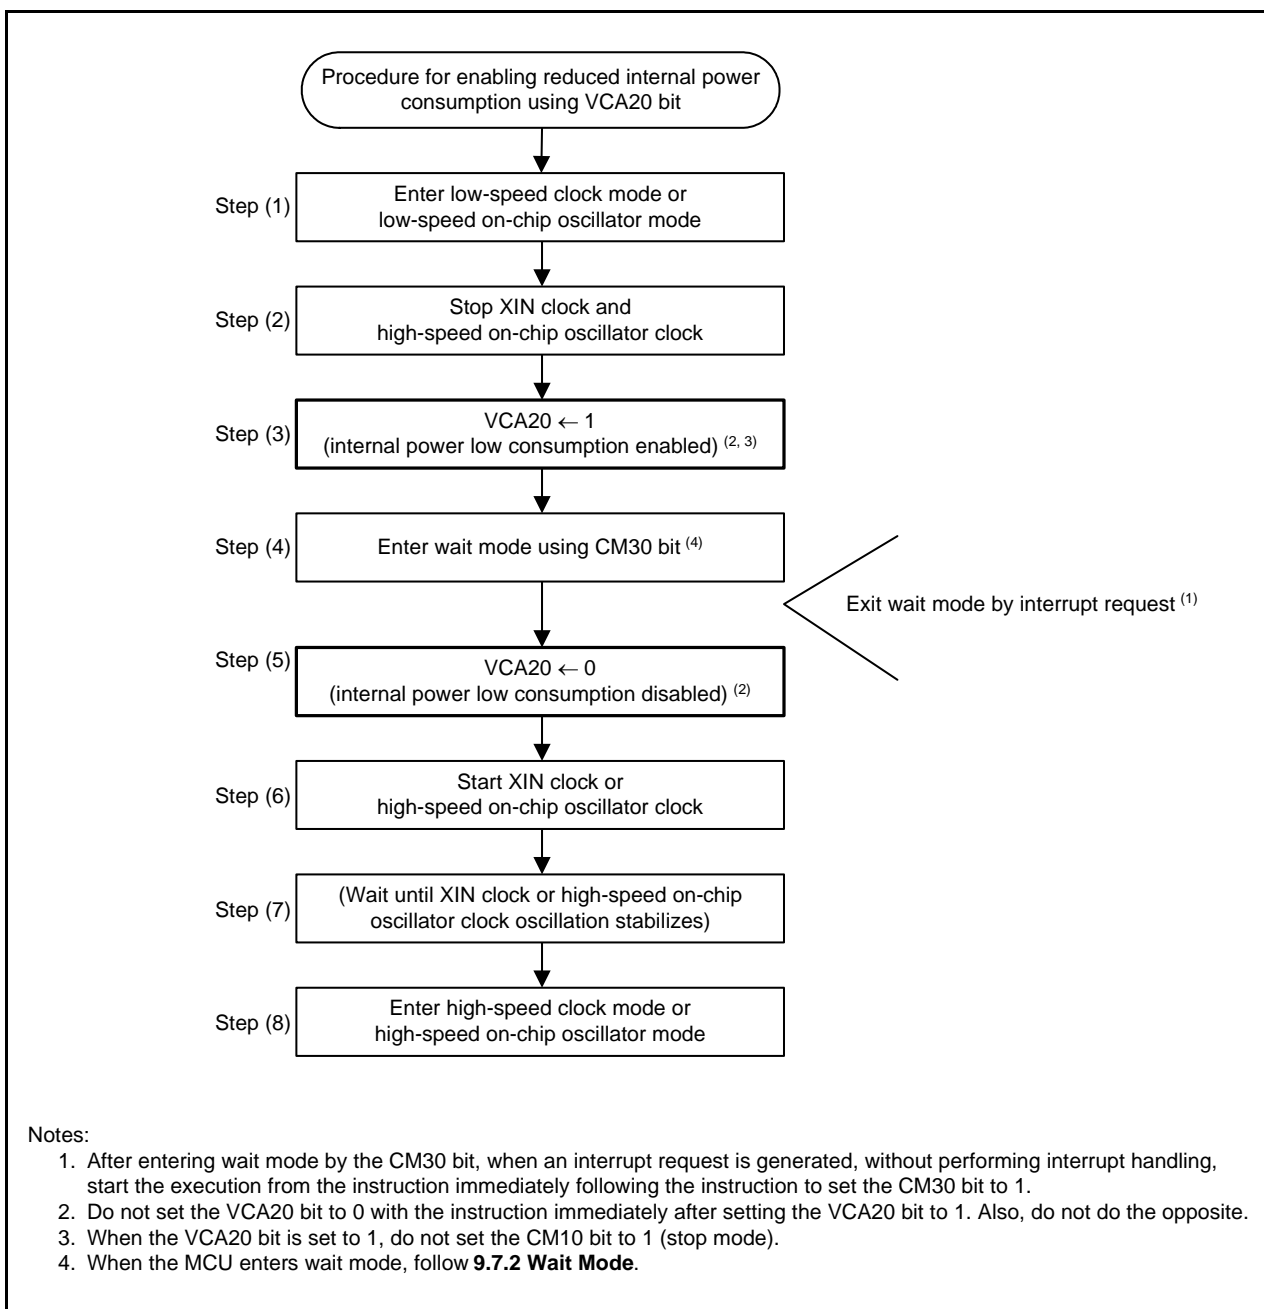 Procedure for enabling reduced internal power
consumption using VCA20 bit
Step (1)
Enter low-speed clock mode or
low-speed on-chip oscillator mode
Step (2)
Stop XIN clock and
high-speed on-chip oscillator clock
Step (3)
VCA20 ← 1
(internal power low consumption enabled) (2, 3)
Step (4)
Enter wait mode using CM30 bit (4)
Exit wait mode by interrupt request (1)
Step (5)
VCA20 ← 0
(internal power low consumption disabled) (2)
Step (6)
Start XIN clock or
high-speed on-chip oscillator clock
Step (7)
(Wait until XIN clock or high-speed on-chip
oscillator clock oscillation stabilizes)
Step (8)
Enter high-speed clock mode or
high-speed on-chip oscillator mode
Notes:
1. After entering wait mode by the CM30 bit, when an interrupt request is generated, without performing interrupt handling,
start the execution from the instruction immediately following the instruction to set the CM30 bit to 1.
2. Do not set the VCA20 bit to 0 with the instruction immediately after setting the VCA20 bit to 1. Also, do not do the opposite.
3. When the VCA20 bit is set to 1, do not set the CM10 bit to 1 (stop mode).
4. When the MCU enters wait mode, follow 9.7.2 Wait Mode.